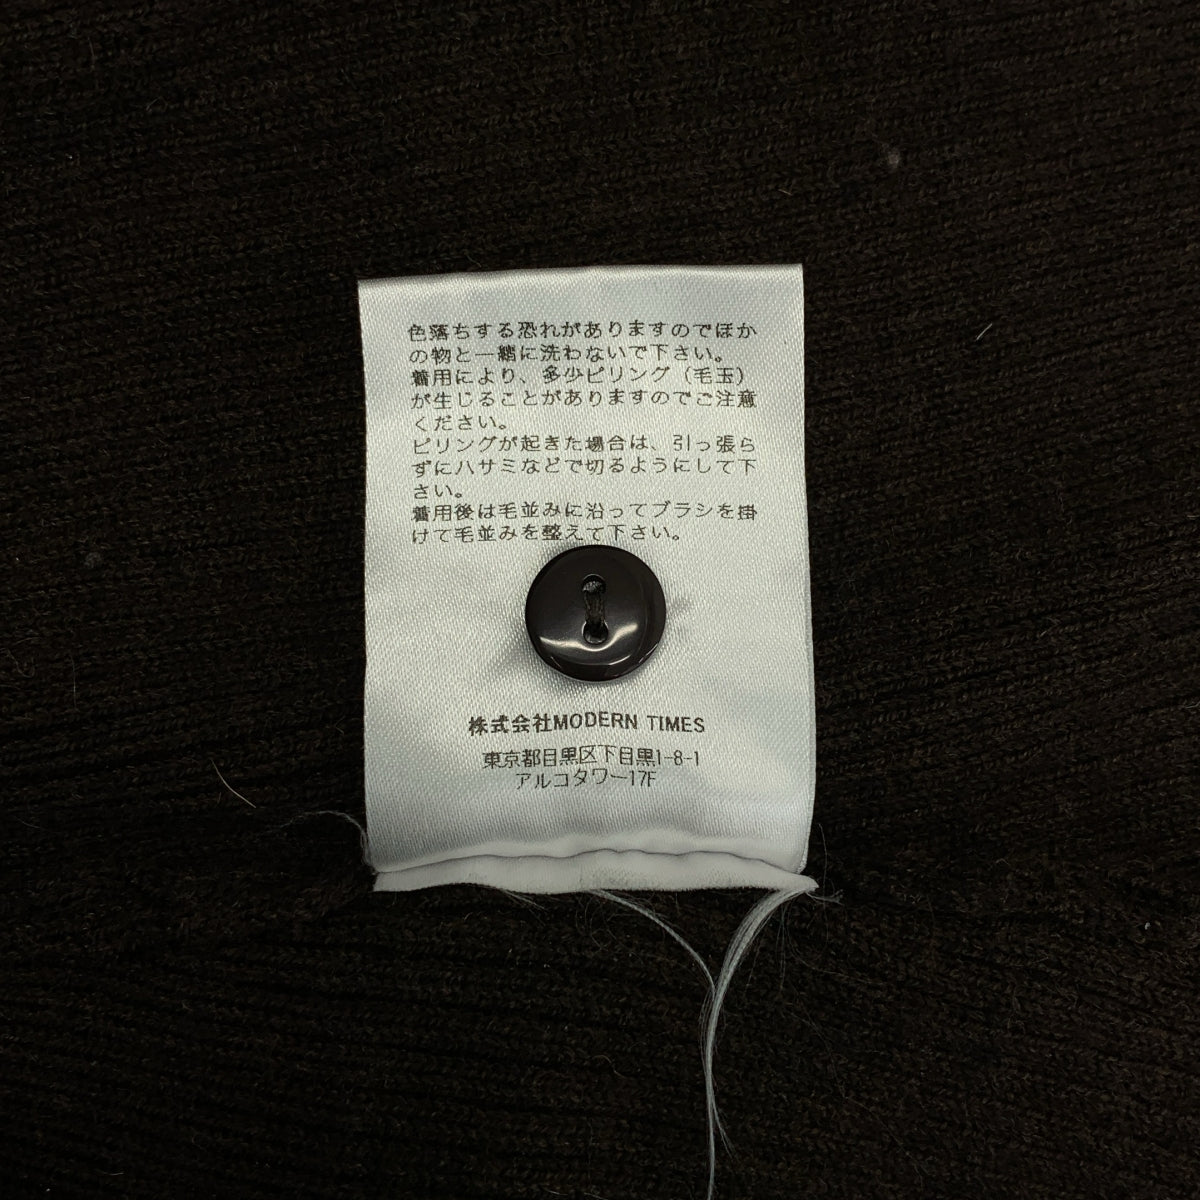 色落ちする恐れがありますのでほか
の物と一緒に洗わないで下さい。
着用により、多少ピリング（毛玉）
が生じることがありますのでご注意
ください。
ピリングが起きた場合は、引っ張ら
ずにハサミなどで切るようにして下
さい。
着用後は毛並みに沿ってブラシを掛
けて毛並みを整えて下さい。
株式会社MODERN TIMES
東京都目黒区下目黒1-8-1
アルコタワー17F